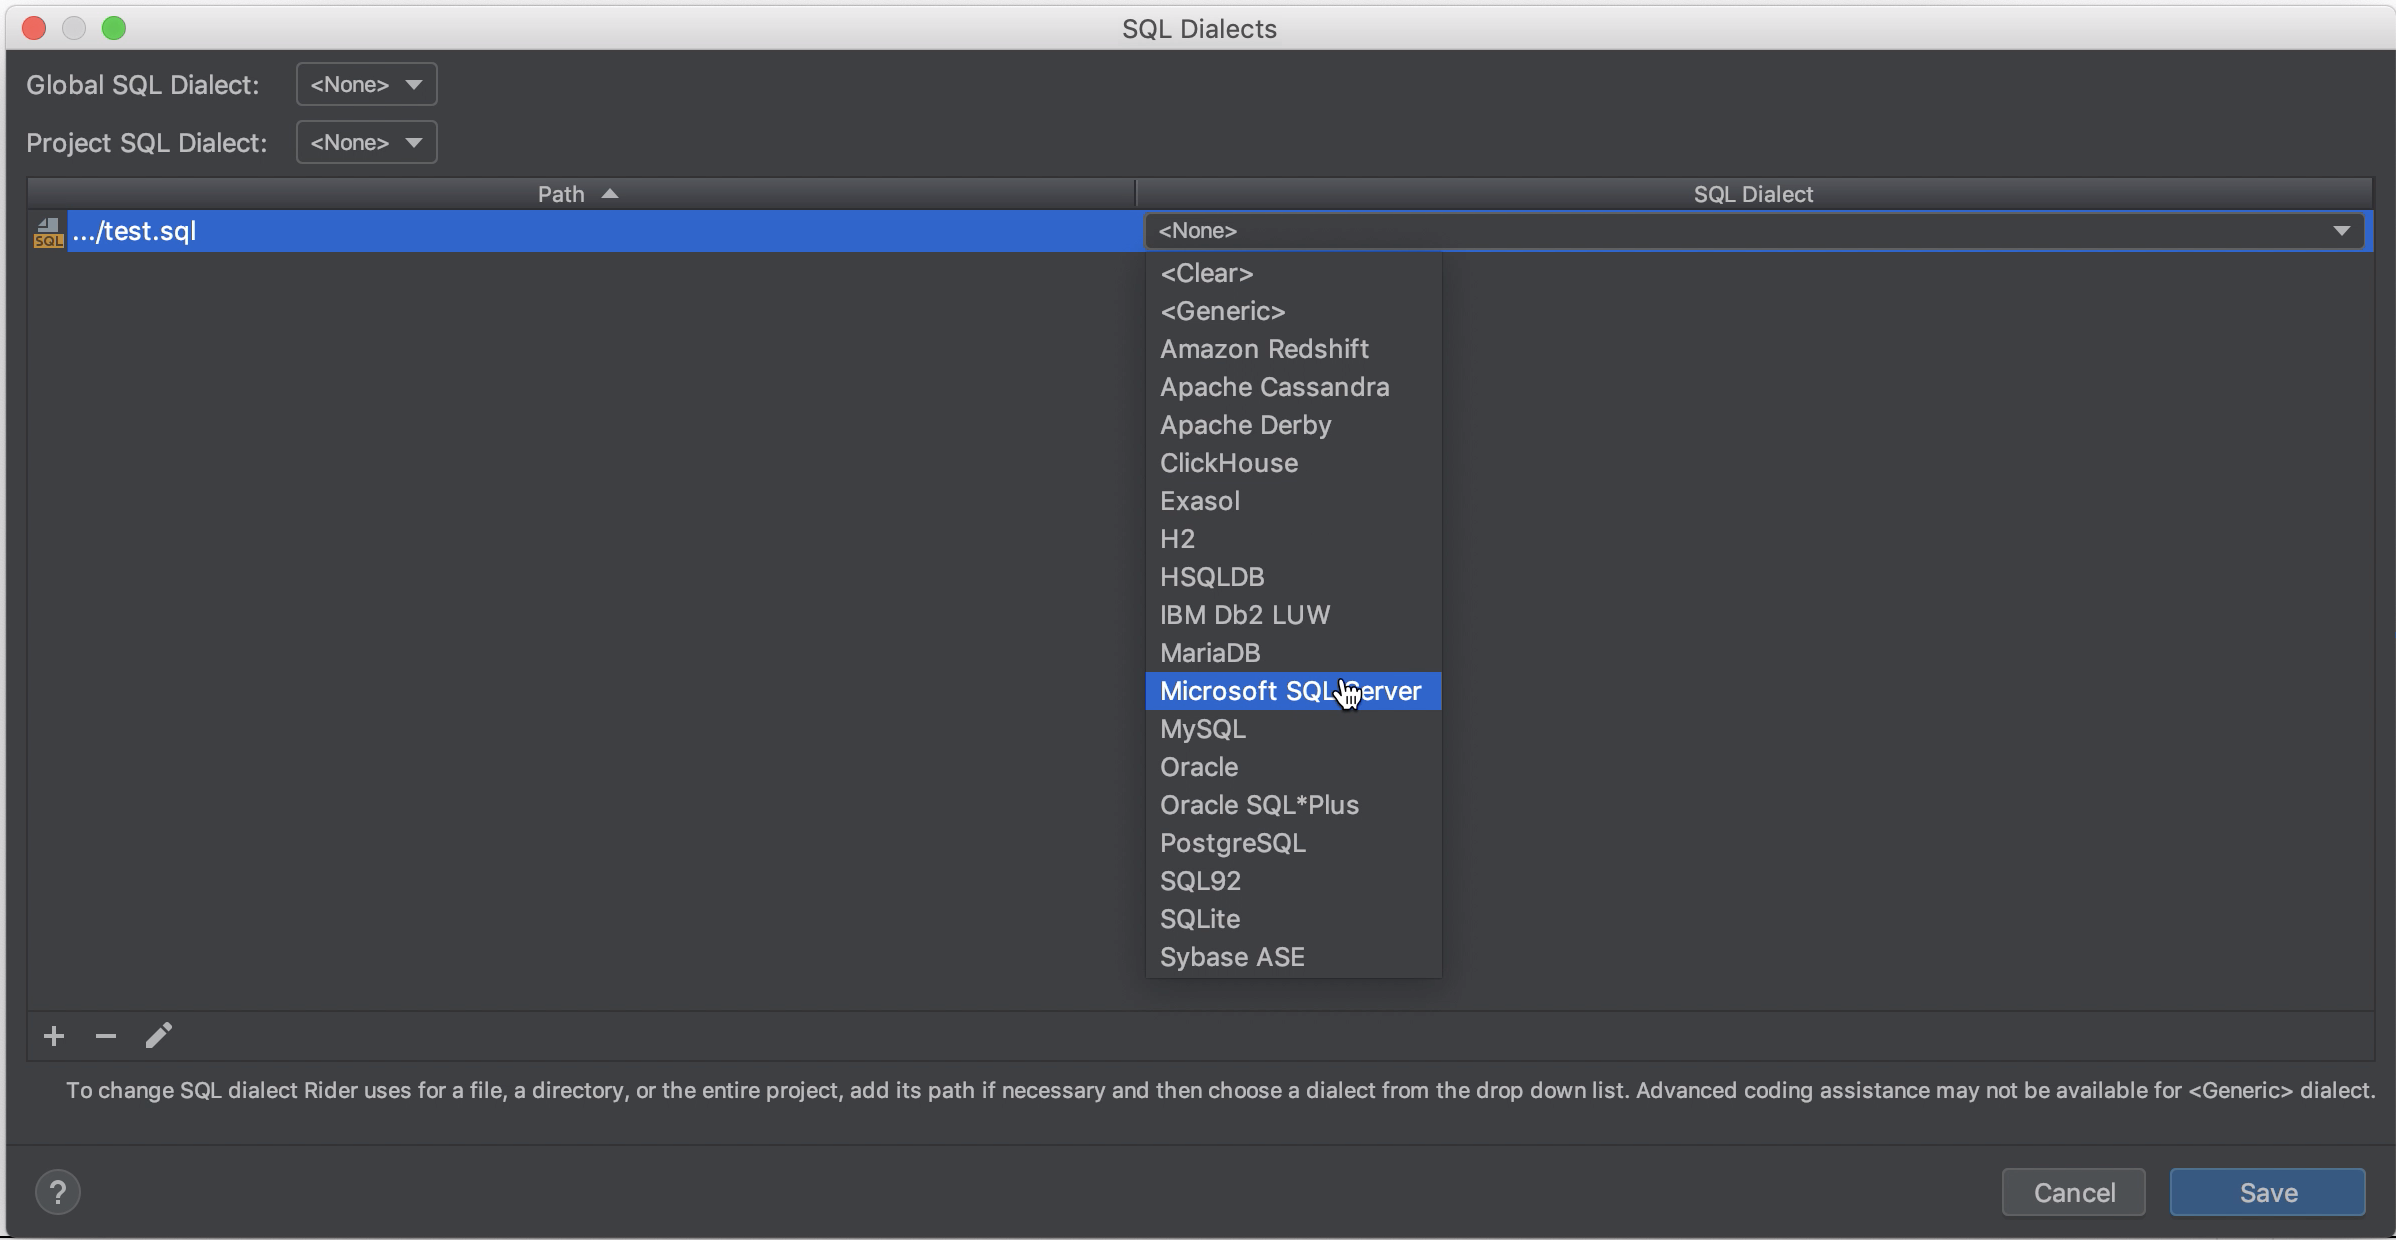 SQL Dialects
Global SQL Dialect: <None>
Project SQL Dialect: <None>
Path SQL Dialect
SQL .../test.sql <None>
<Clear>
<Generic>
Amazon Redshift
Apache Cassandra
Apache Derby
ClickHouse
Exasol
H2
HSQLDB
IBM Db2 LUW
MariaDB
Microsoft SQL Server
MySQL
Oracle
Oracle SQL*Plus
PostgreSQL
SQL92
SQLite
Sybase ASE
To change SQL dialect Rider uses for a file, a directory, or the entire project, add its path if necessary and then choose a dialect from the drop down list. Advanced coding assistance may not be available for <Generic> dialect.
? Cancel Save